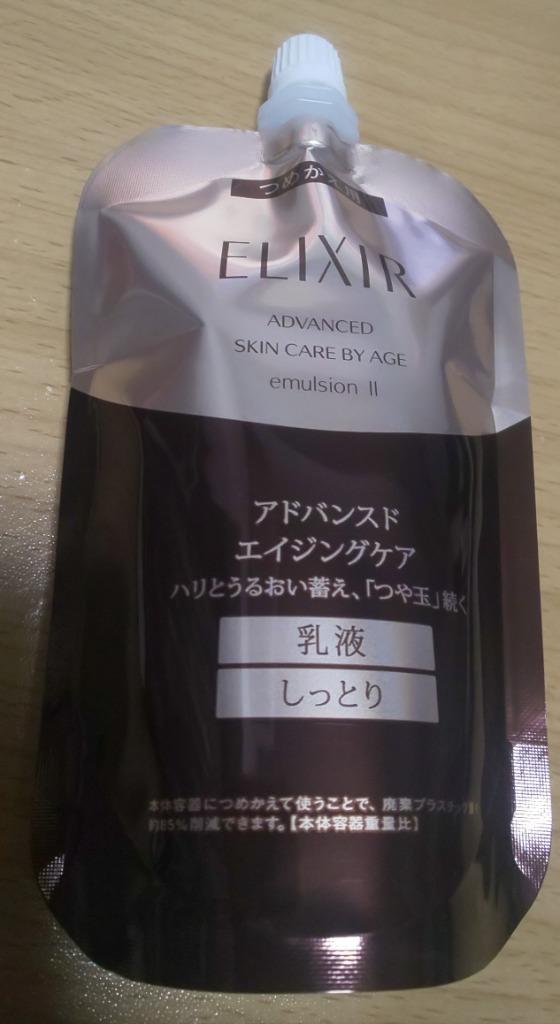 つめかえ用
ELIXIR
ADVANCED
SKIN CARE BY AGE
emulsion II
アドバンスド
エイジングケア
ハリとうるおい蓄え、「つや玉」続く
乳液
しっとり
本体容器につめかえて使うことで、廃棄プラスチック
約85%削減できます。【本体容器重量比】